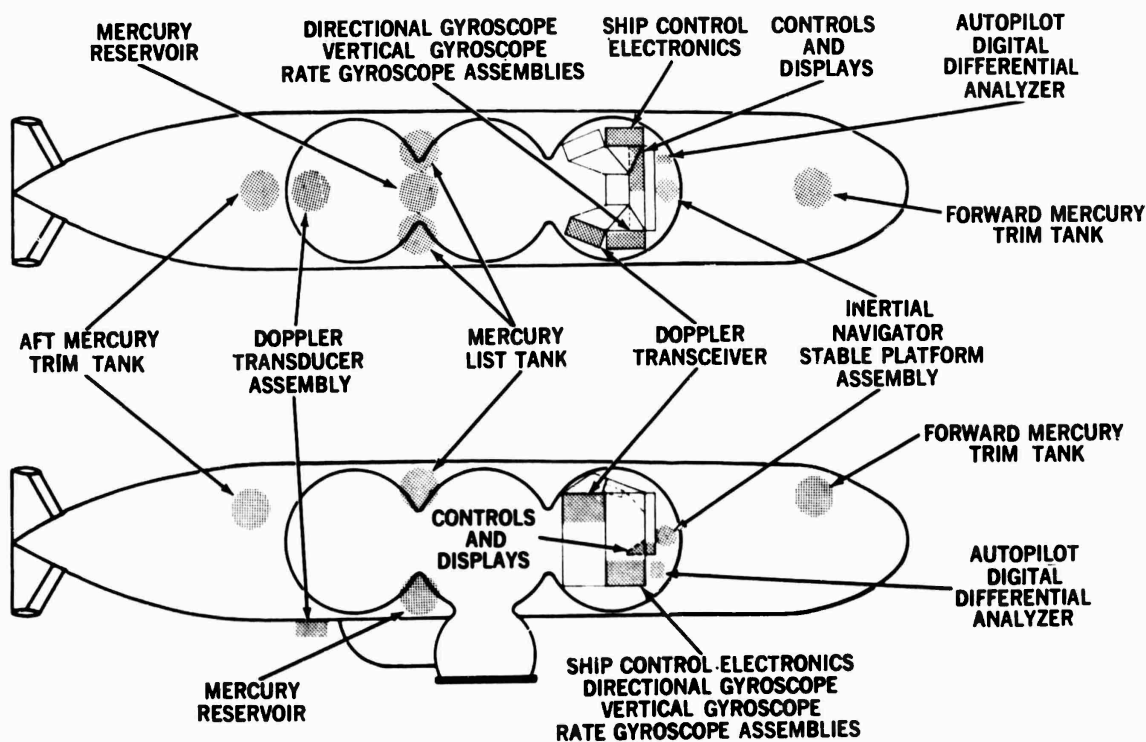 MERCURY
RESERVOIR
DIRECTIONAL GYROSCOPE
VERTICAL GYROSCOPE
RATE GYROSCOPE ASSEMBLIES
SHIP CONTROL
ELECTRONICS
CONTROLS
AND
DISPLAYS
AUTOPILOT
DIGITAL
DIFFERENTIAL
ANALYZER
FORWARD MERCURY
TRIM TANK
AFT MERCURY
TRIM TANK
DOPPLER
TRANSDUCER
ASSEMBLY
MERCURY
LIST TANK
DOPPLER
TRANSCEIVER
INERTIAL
NAVIGATOR
STABLE PLATFORM
ASSEMBLY
FORWARD MERCURY
TRIM TANK
CONTROLS
AND
DISPLAYS
AUTOPILOT
DIGITAL
DIFFERENTIAL
ANALYZER
MERCURY
RESERVOIR
SHIP CONTROL ELECTRONICS
DIRECTIONAL GYROSCOPE
VERTICAL GYROSCOPE
RATE GYROSCOPE ASSEMBLIES